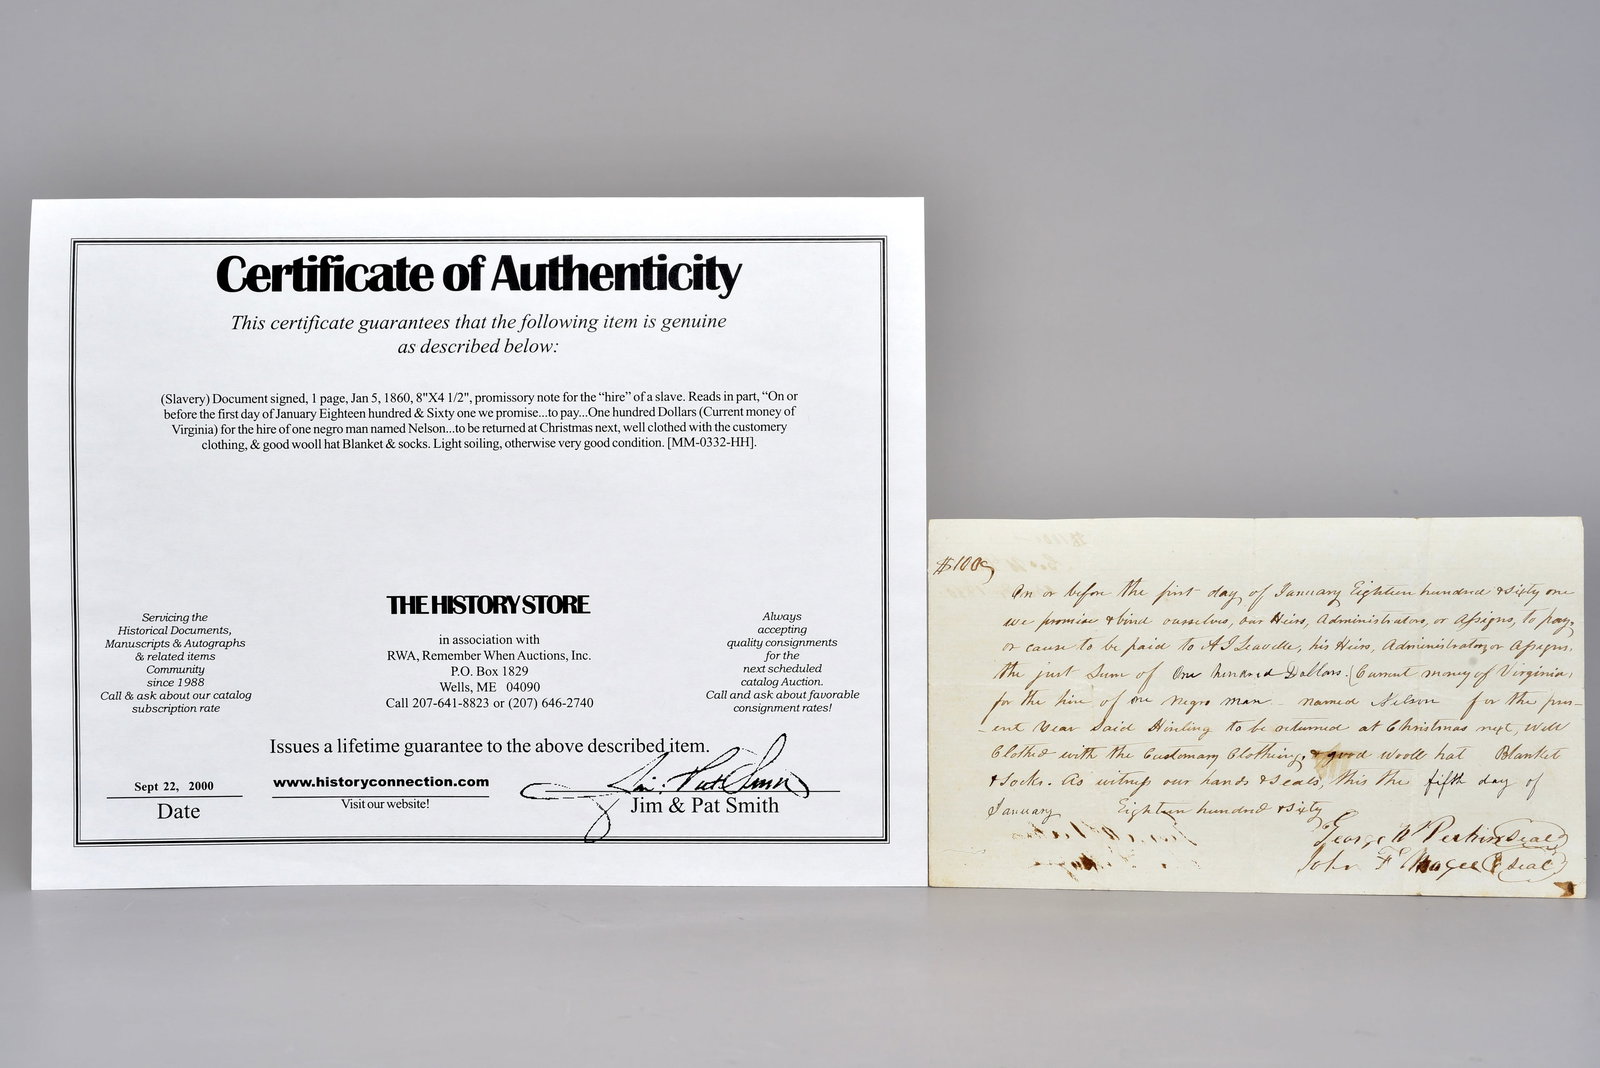 Certificate of Authenticity
This certificate guarantees that the following item is genuine
as described below:
(Slavery) Document signed, 1 page, Jan 5, 1860, 8"X4 1/2", promissory note for the “hire” of a slave. Reads in part, “On or
before the first day of January Eighteen hundred & Sixty one we promise...to pay...One hundred Dollars (Current money of
Virginia) for the hire of one negro man named Nelson...to be returned at Christmas next, well clothed with the customery
clothing, & good wooll hat Blanket & socks. Light soiling, otherwise very good condition. [MM-0332-HH].
Servicing the
Historical Documents,
Manuscripts & Autographs
& related items
Community
since 1988
Call & ask about our catalog
subscription rate
THE HISTORY STORE
in association with
RWA, Remember When Auctions, Inc.
P.O. Box 1829
Wells, ME 04090
Call 207-641-8823 or (207) 646-2740
Always
accepting
quality consignments
for the
next scheduled
catalog Auction.
Call and ask about favorable
consignment rates!
Issues a lifetime guarantee to the above described item.
Sept 22, 2000
Date
www.historyconnection.com
Visit our website!
Jim & Pat Smith
$100
On or before the first day of January Eighteen hundred & Sixty one
we promise & bind ourselves, our Heirs, Administrators, or Assigns, to pay,
or cause to be paid to A J Leavelle, his Heirs, Administrators or Assigns,
the just Sum of One hundred Dollars. (Current money of Virginia,
for the hire of one negro man named Nelson for the pres-
-ent Year Said Hireling to be returned at Christmas next, Well
Clothed with the Customary Clothing, & good Wooll hat Blanket
& Socks. As witness our hands & Seals, this the fifth day of
January Eighteen hundred & Sixty
George W Perkins Seal
John F Magee Seal